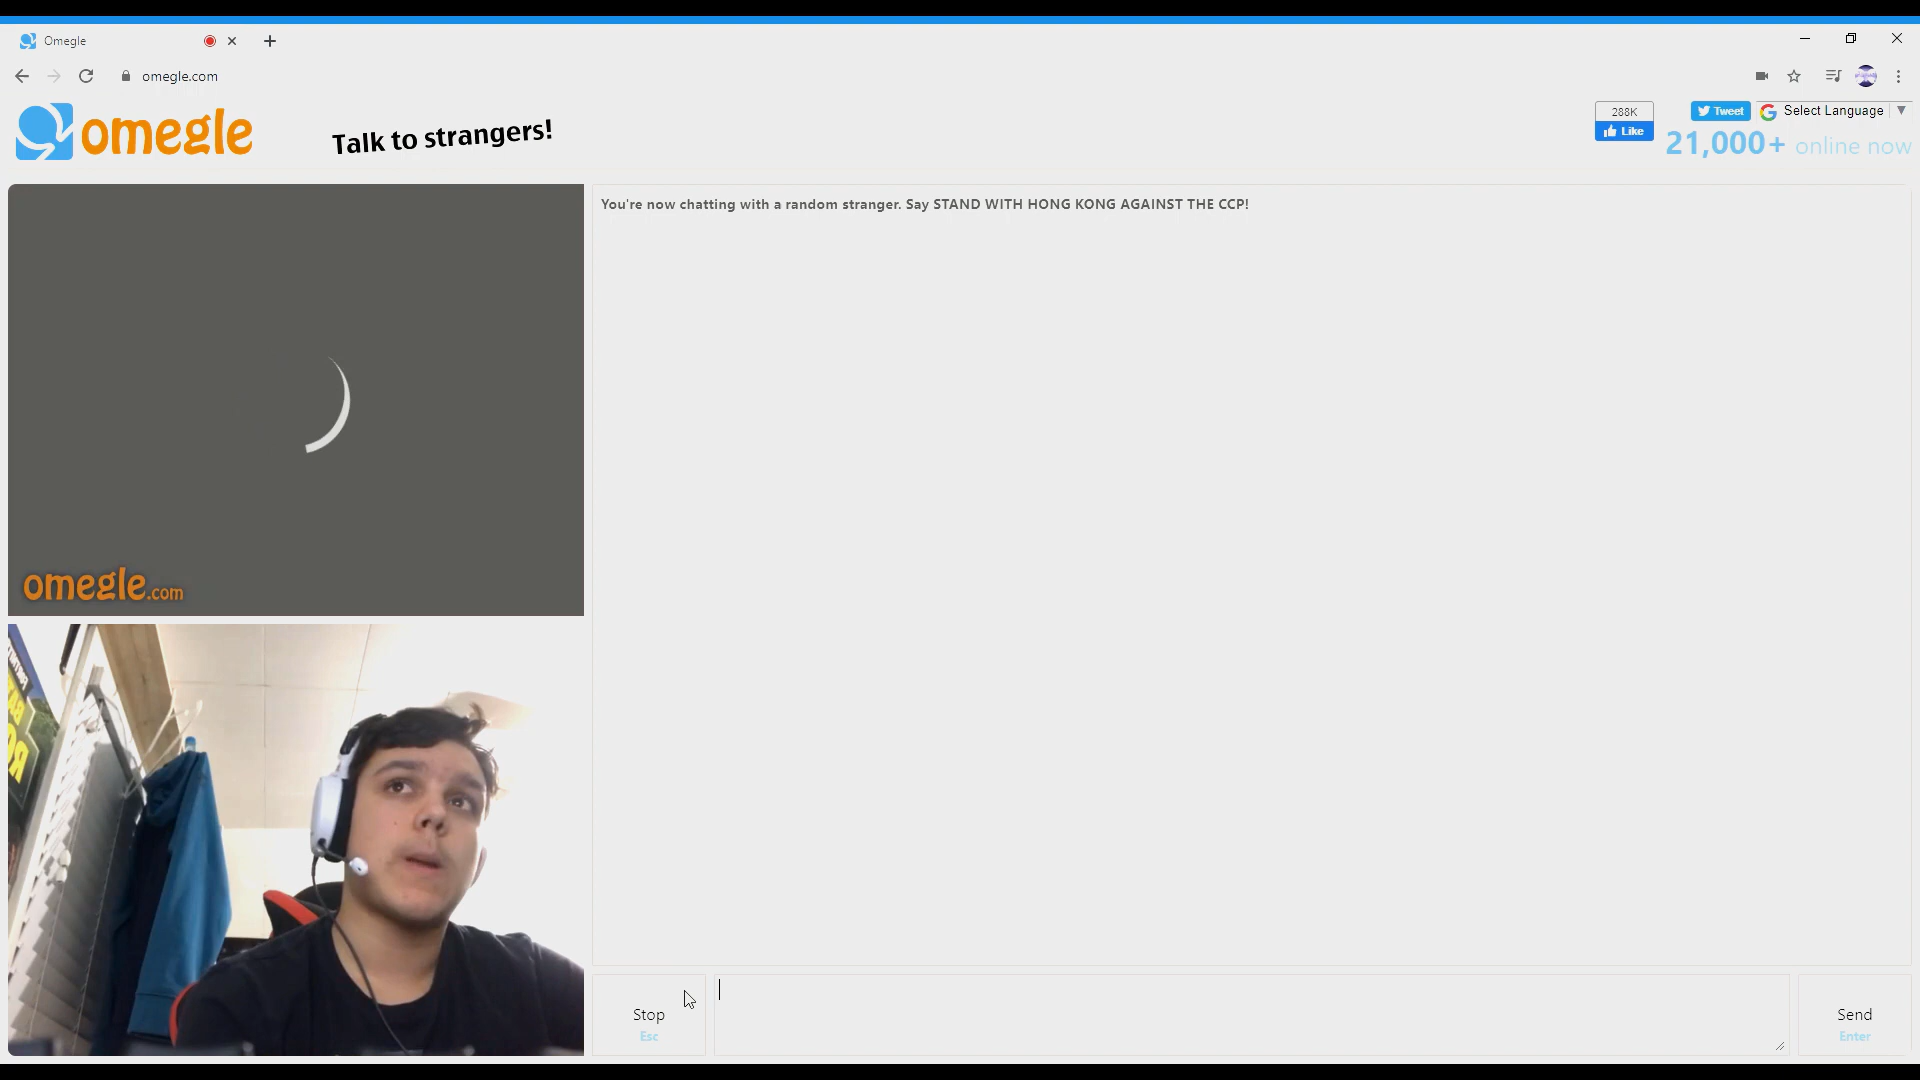 Omegle
omegle.com
omegle
Talk to strangers!
288K
Like
Tweet
Select Language
21,000+ online now
You're now chatting with a random stranger. Say STAND WITH HONG KONG AGAINST THE CCP!
omegle.com
Stop
Esc
Send
Enter